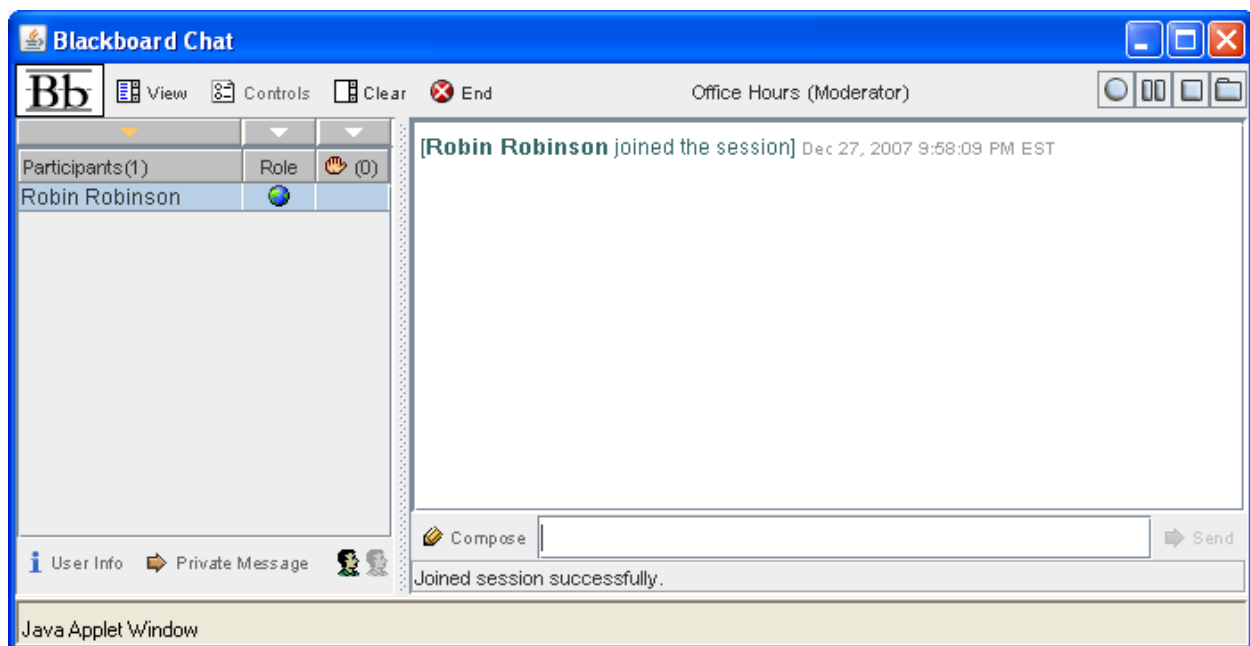 Blackboard Chat
Bb View Controls Clear End Office Hours (Moderator)
Participants(1) Role (0)
Robin Robinson
[Robin Robinson joined the session] Dec 27, 2007 9:58:09 PM EST
Compose Send
User Info Private Message
Joined session successfully.
Java Applet Window